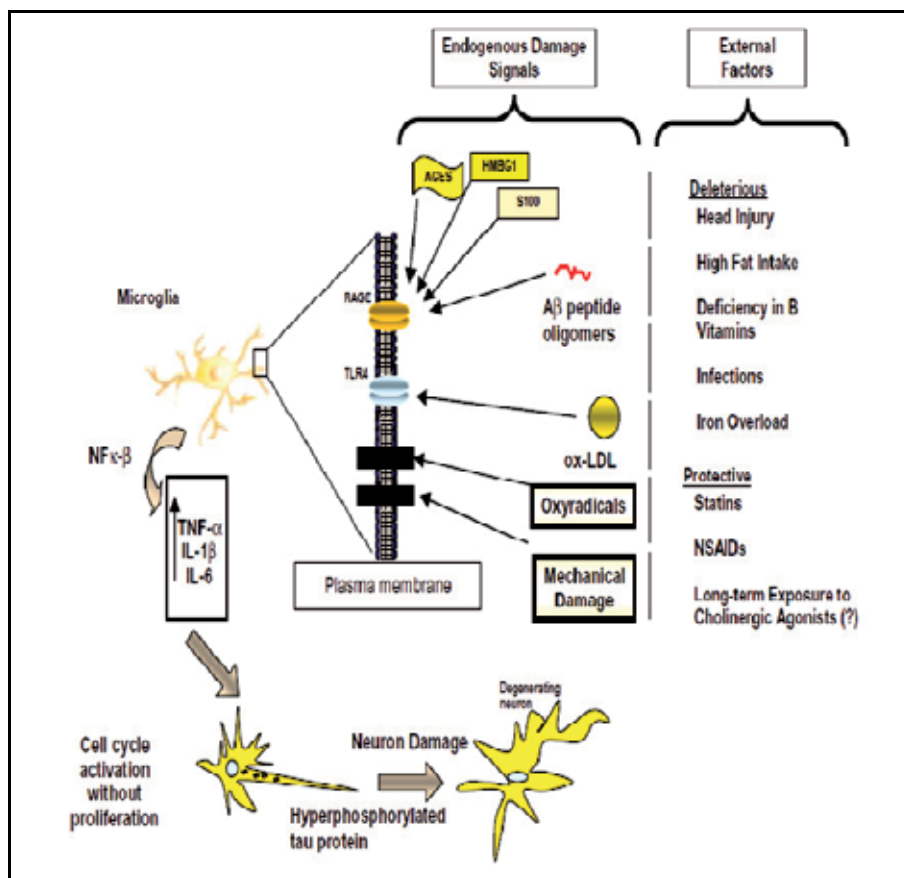 Endogenous Damage
Signals
External
Factors
AGES
HMBG1
S100
RAGE
Aβ peptide
oligomers
Microglia
TLR4
ox-LDL
NFκ-β
TNF-α
IL-1β
IL-6
Oxyradicals
Mechanical
Damage
Plasma membrane
Deleterious
Head Injury
High Fat Intake
Deficiency in B
Vitamins
Infections
Iron Overload
Protective
Statins
NSAIDs
Long-term Exposure to
Cholinergic Agonists (?)
Cell cycle
activation
without
proliferation
Neuron Damage
Hyperphosphorylated
tau protein
Degenerating
neuron